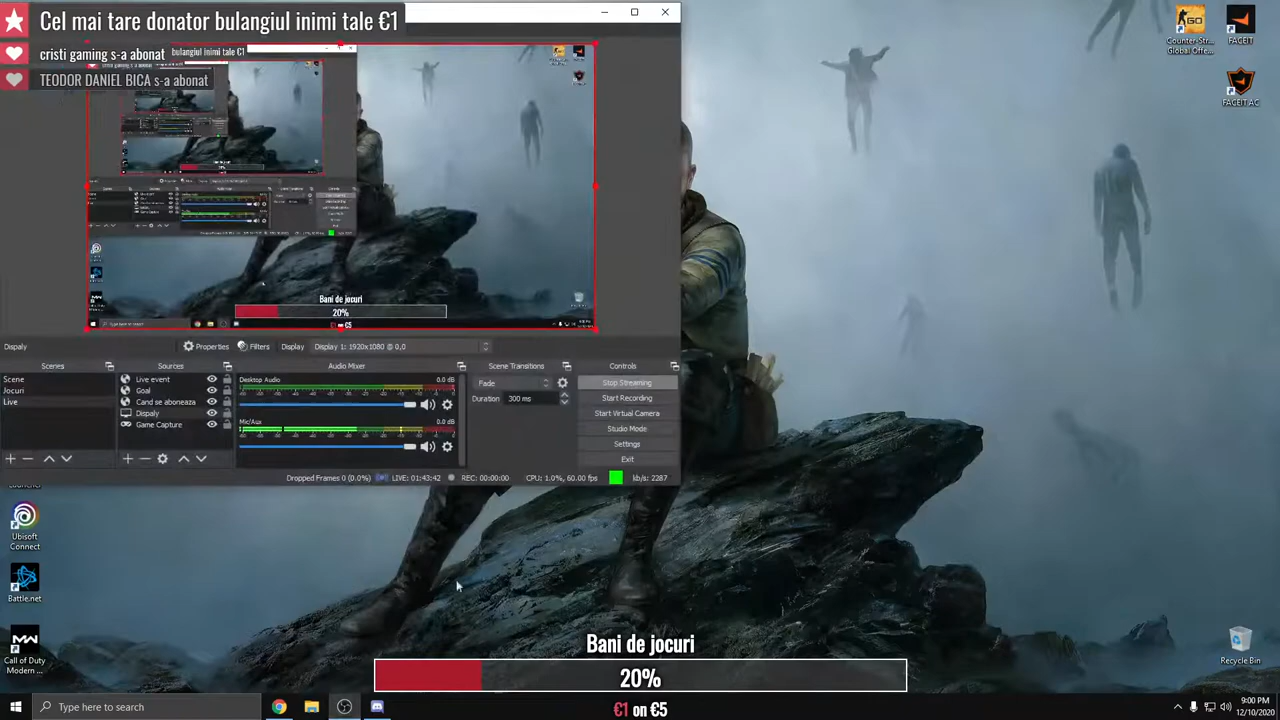 Cel mai tare donator bulangiul inimi tale €1
cristi gaming s-a abonat
TEODOR DANIEL BICA s-a abonat
bulangiul inimi tale €1
Counter-Str...
Global Offe...
FACEIT
FACEIT AC
Bani de jocuri
20%
€1 on €5
Dispaly
Properties
Filters
Display
Display 1: 1920x1080 @ 0,0
Scenes
Sources
Audio Mixer
Scene Transitions
Controls
Scene
Jocuri
Live
Live event
Goal
Cand se aboneaza
Dispaly
Game Capture
Desktop Audio
0.0 dB
Mic/Aux
0.0 dB
Fade
Duration
300 ms
Stop Streaming
Start Recording
Start Virtual Camera
Studio Mode
Settings
Exit
Dropped Frames 0 (0.0%)
LIVE: 01:43:42
REC: 00:00:00
CPU: 1.0%, 60.00 fps
kb/s: 2287
Ubisoft
Connect
Battle.net
Call of Duty
Modern ...
Recycle Bin
Bani de jocuri
20%
€1 on €5
Type here to search
9:00 PM
12/10/2020